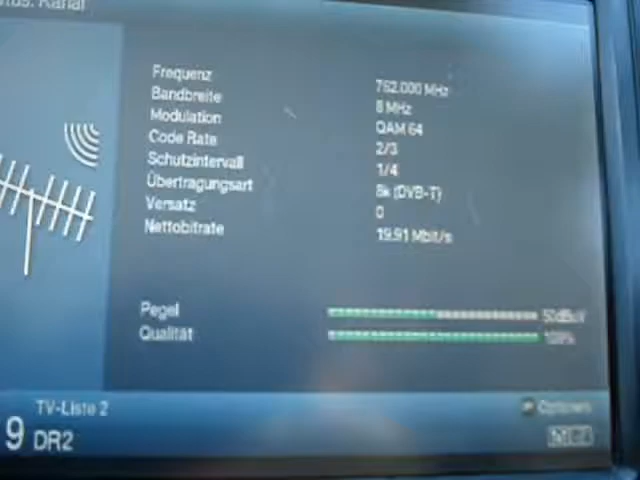 Kanal
Frequenz 762.000 MHz
Bandbreite 8 MHz
Modulation QAM 64
Code Rate 2/3
Schutzintervall 1/4
Übertragungsart 8k (DVB-T)
Versatz 0
Nettobitrate 19.91 Mbit/s
Pegel
Qualität 100%
TV-Liste 2 Optionen
9 DR2